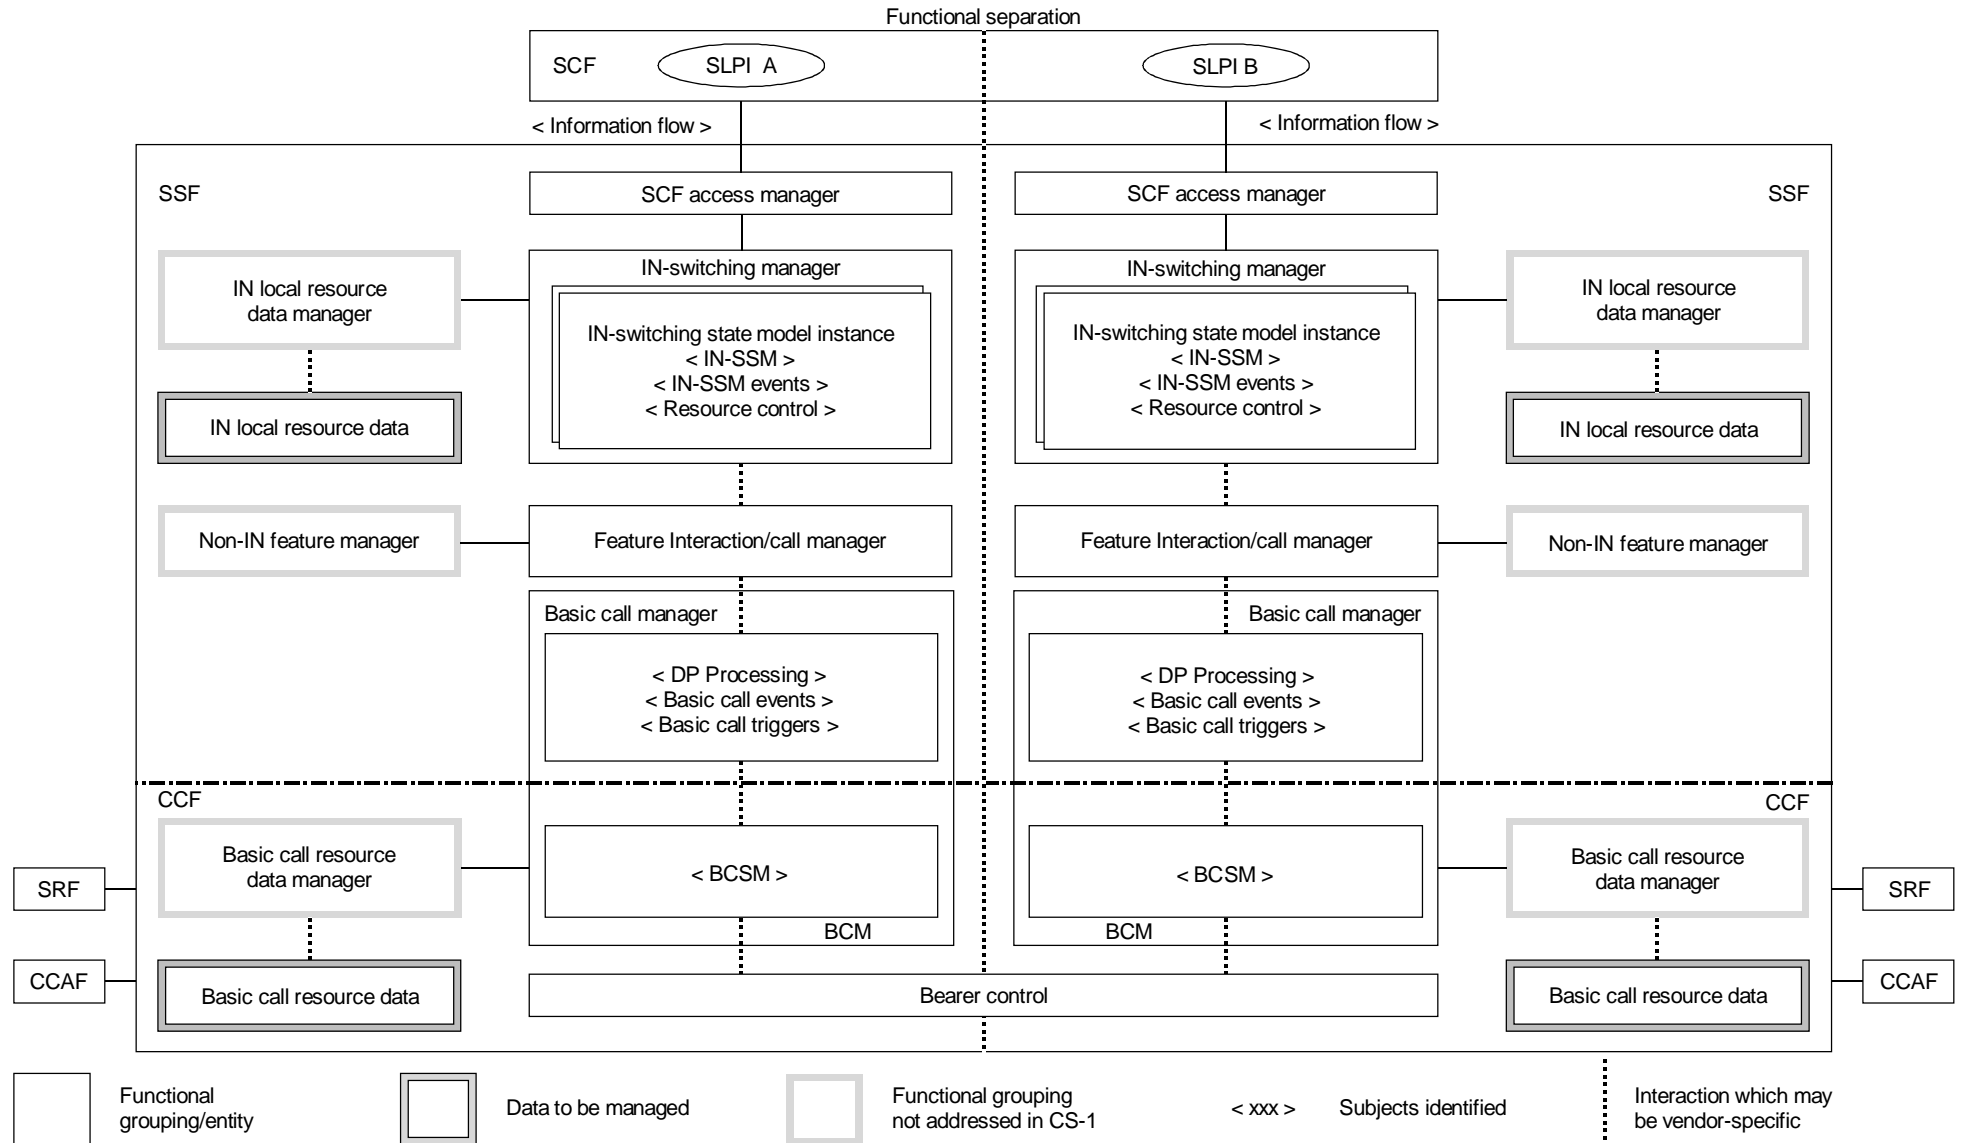 Functional separation
SCF
SLPI A
SLPI B
< Information flow >
< Information flow >
SSF
SCF access manager
SCF access manager
SSF
IN local resource
data manager
IN-switching manager
IN-switching state model instance
< IN-SSM >
< IN-SSM events >
< Resource control >
IN-switching manager
IN-switching state model instance
< IN-SSM >
< IN-SSM events >
< Resource control >
IN local resource
data manager
IN local resource data
IN local resource data
Non-IN feature manager
Feature Interaction/call manager
Feature Interaction/call manager
Non-IN feature manager
Basic call manager
< DP Processing >
< Basic call events >
< Basic call triggers >
Basic call manager
< DP Processing >
< Basic call events >
< Basic call triggers >
CCF
CCF
Basic call resource
data manager
< BCSM >
BCM
< BCSM >
BCM
Basic call resource
data manager
SRF
SRF
CCAF
Basic call resource data
Bearer control
Basic call resource data
CCAF
Functional
grouping/entity
Data to be managed
Functional grouping
not addressed in CS-1
< xxx >
Subjects identified
Interaction which may
be vendor-specific